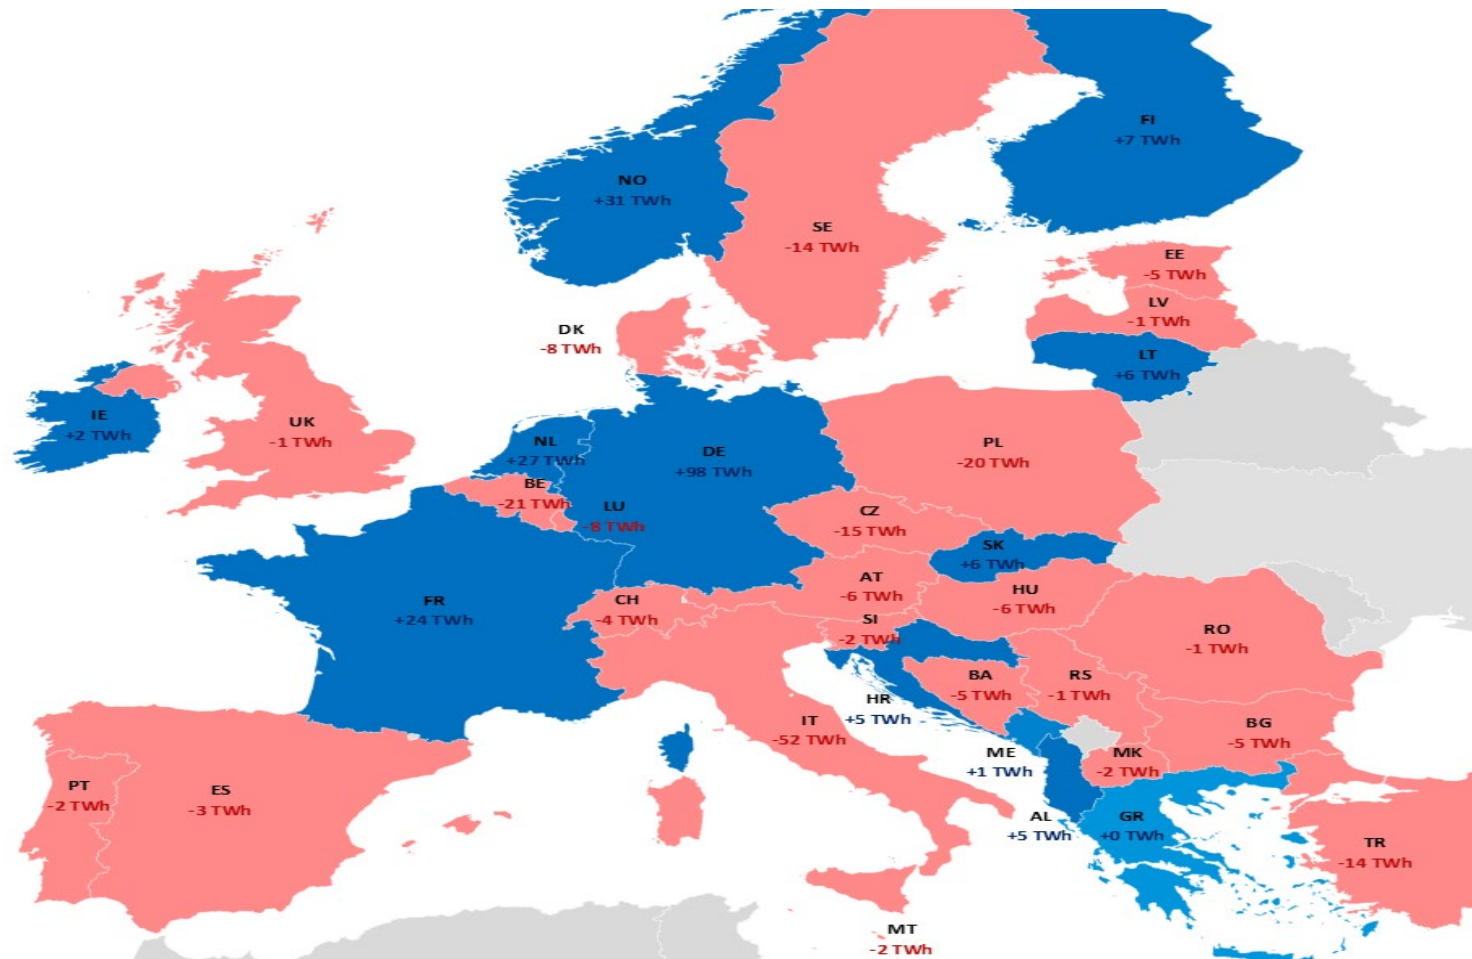 FI
+7 TWh
NO
+31 TWh
SE
-14 TWh
EE
-5 TWh
LV
-1 TWh
DK
-8 TWh
LT
+6 TWh
IE
+2 TWh
UK
-1 TWh
NL
+27 TWh
DE
+98 TWh
PL
-20 TWh
BE
-21 TWh
LU
-8 TWh
CZ
-15 TWh
SK
+6 TWh
AT
-6 TWh
HU
-6 TWh
FR
+24 TWh
CH
-4 TWh
SI
-2 TWh
RO
-1 TWh
BA
-5 TWh
RS
-1 TWh
HR
+5 TWh
IT
-52 TWh
BG
-5 TWh
ME
+1 TWh
MK
-2 TWh
PT
-2 TWh
ES
-3 TWh
AL
+5 TWh
GR
+0 TWh
TR
-14 TWh
MT
-2 TWh